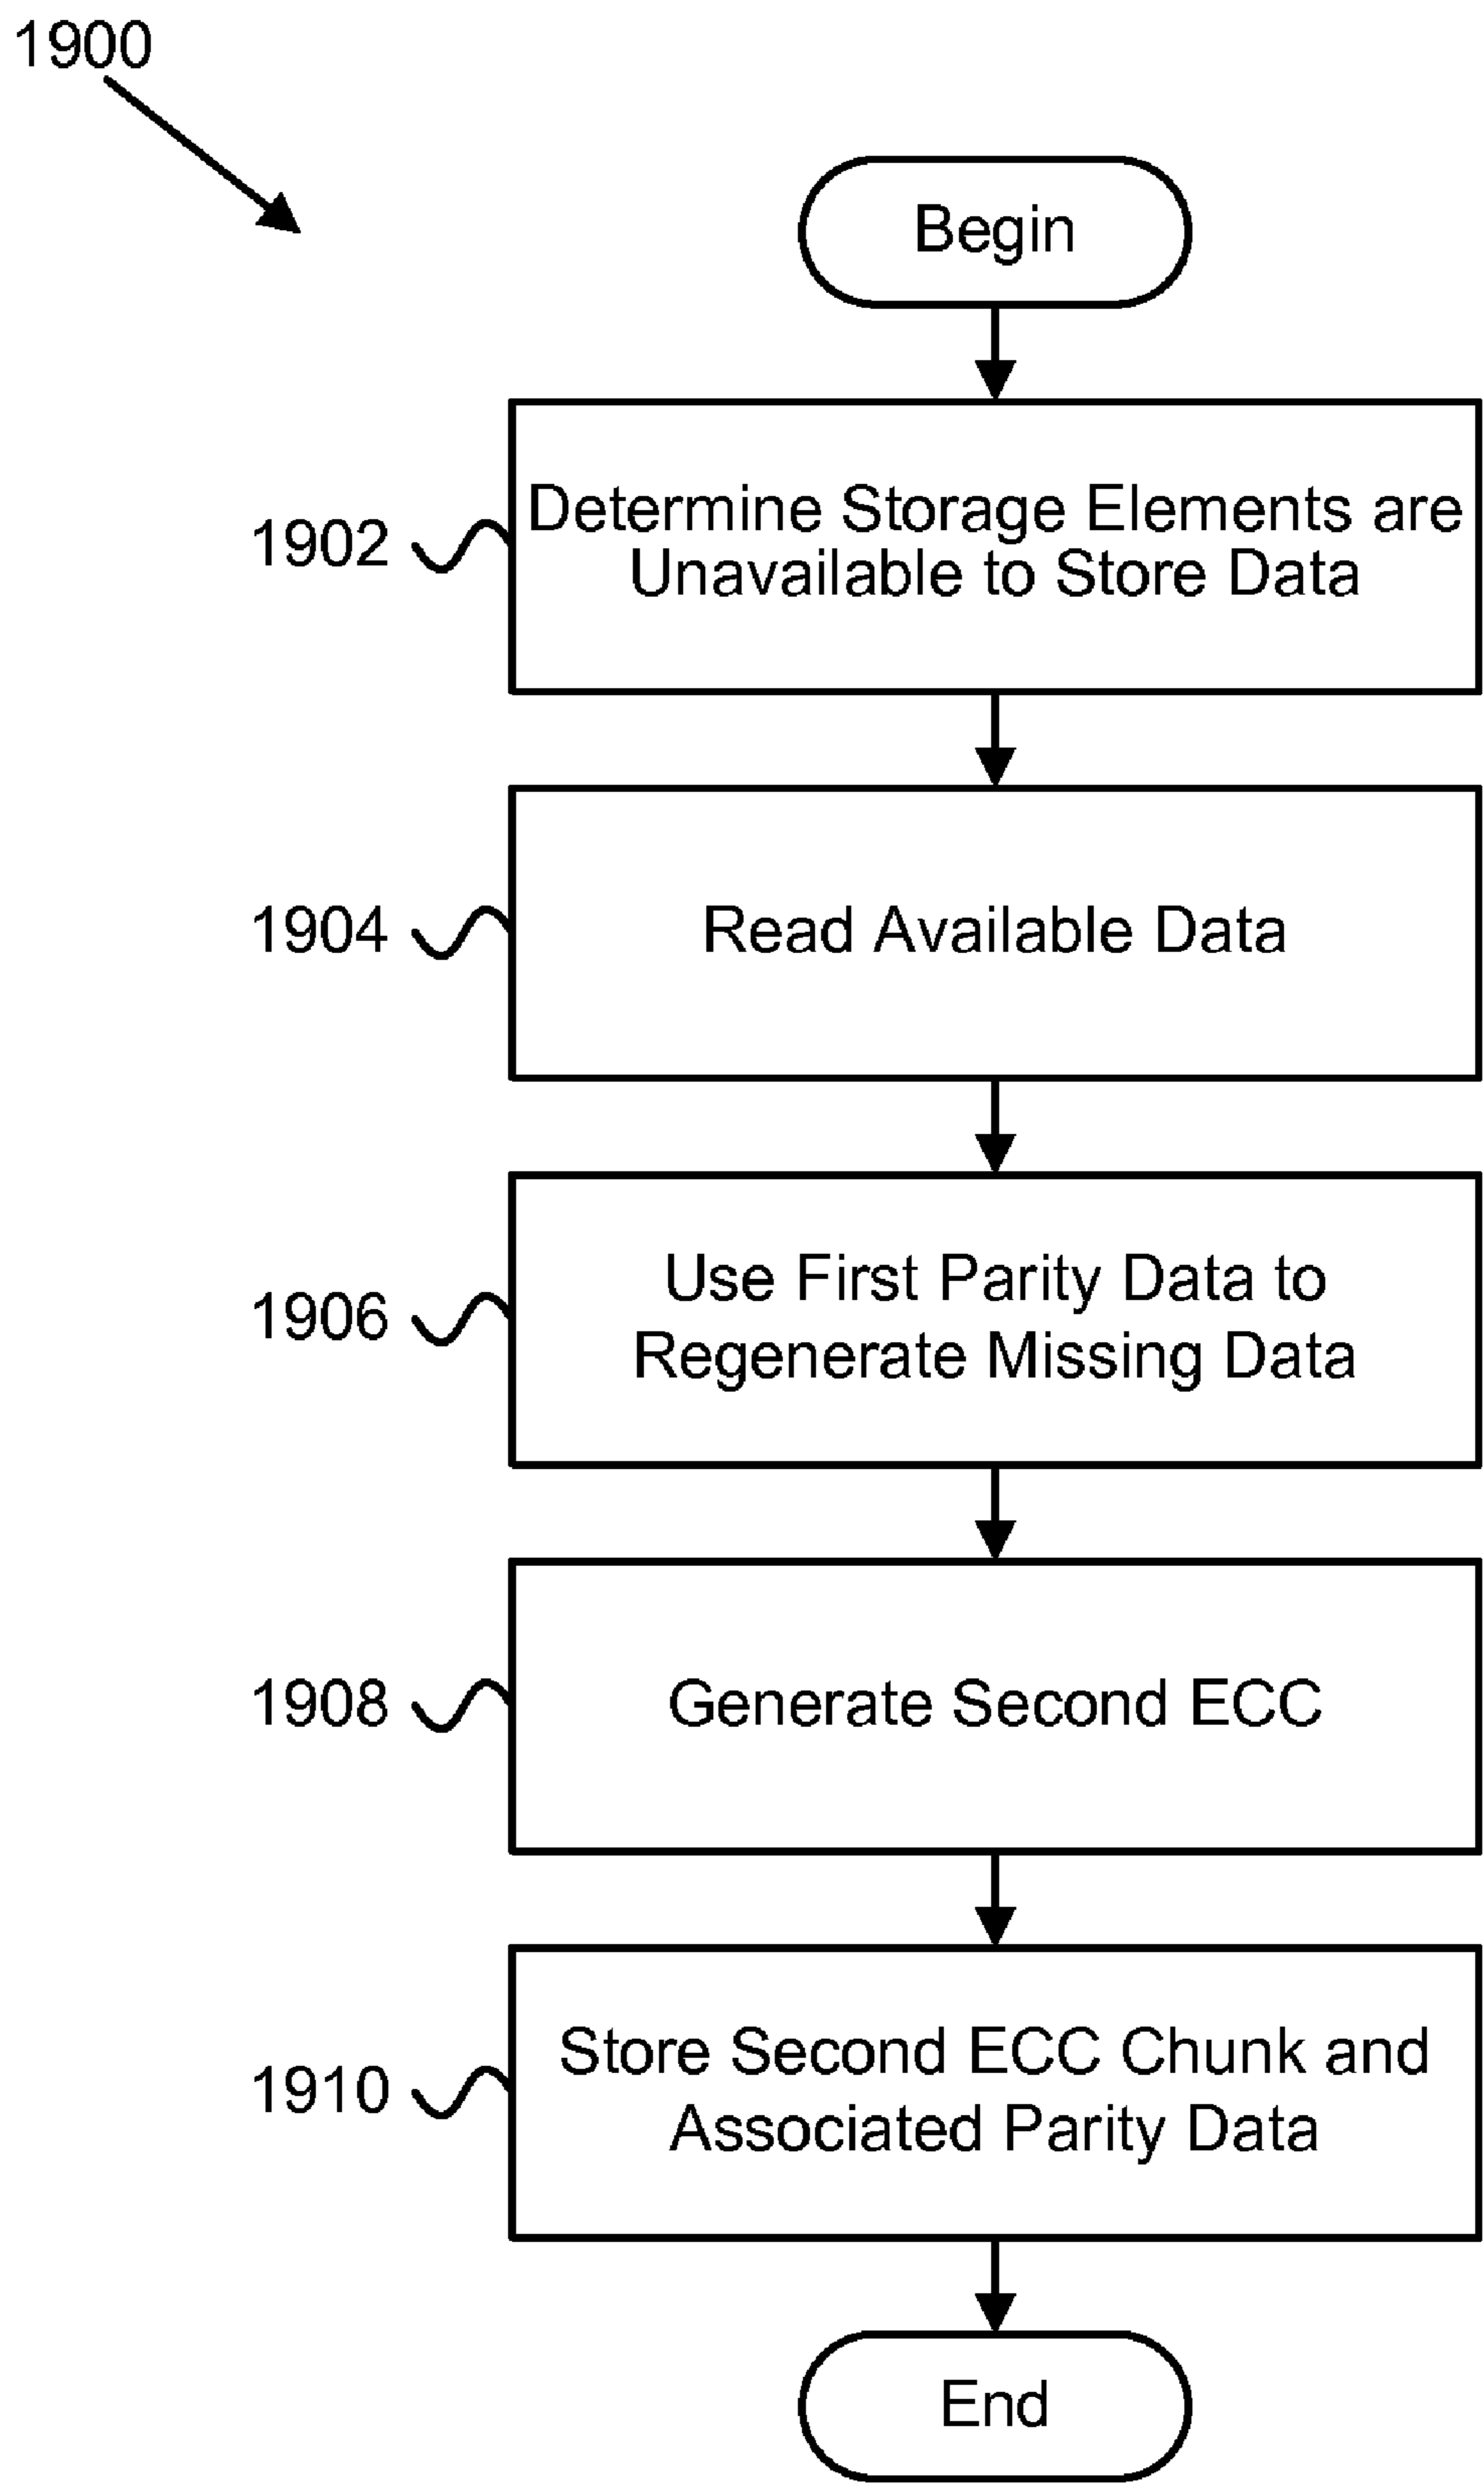 1900
Begin
1902
Determine Storage Elements are
Unavailable to Store Data
1904
Read Available Data
1906
Use First Parity Data to
Regenerate Missing Data
1908
Generate Second ECC
1910
Store Second ECC Chunk and
Associated Parity Data
End